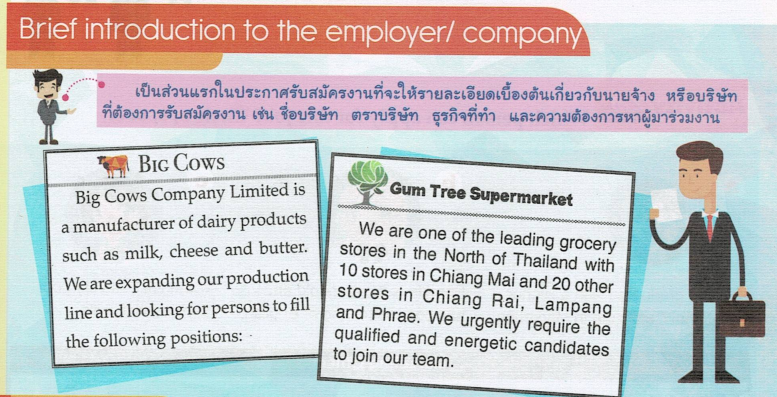 Brief introduction to the employer/ company
เป็นส่วนแรกในประกาศรับสมัครงานที่จะให้รายละเอียดเบื้องต้นเกี่ยวกับนายจ้าง หรือบริษัท
ที่ต้องการรับสมัครงาน เช่น ชื่อบริษัท ตราบริษัท ธุรกิจที่ทำ และความต้องการหาผู้มาร่วมงาน
BIG COWS
Big Cows Company Limited is
a manufacturer of dairy products
such as milk, cheese and butter.
We are expanding our production
line and looking for persons to fill
the following positions:
Gum Tree Supermarket
We are one of the leading grocery
stores in the North of Thailand with
10 stores in Chiang Mai and 20 other
stores in Chiang Rai, Lampang
and Phrae. We urgently require the
qualified and energetic candidates
to join our team.